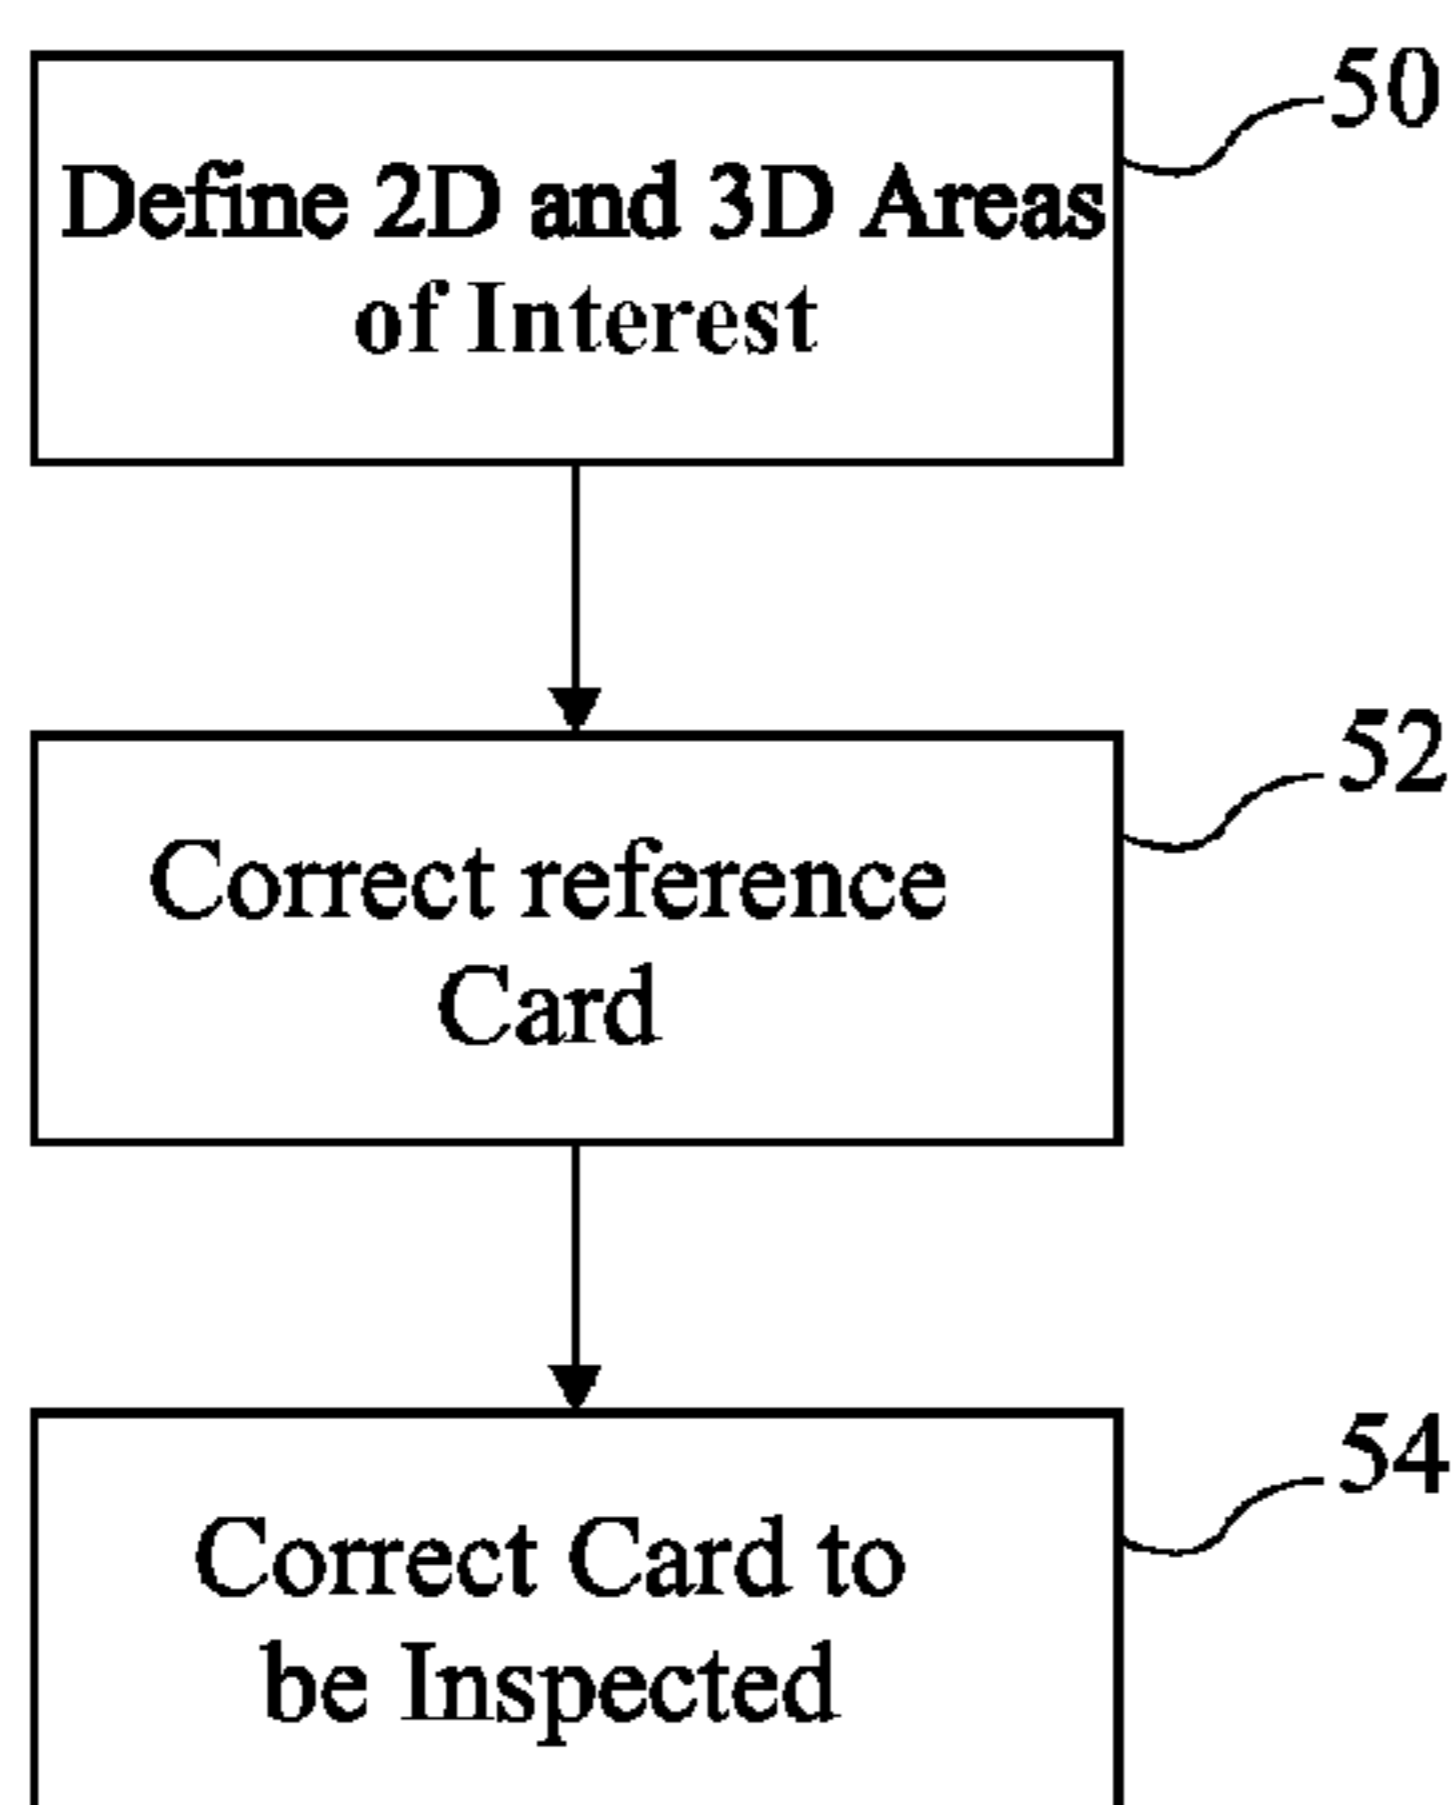 50
Define 2D and 3D Areas
of Interest
52
Correct reference
Card
54
Correct Card to
be Inspected